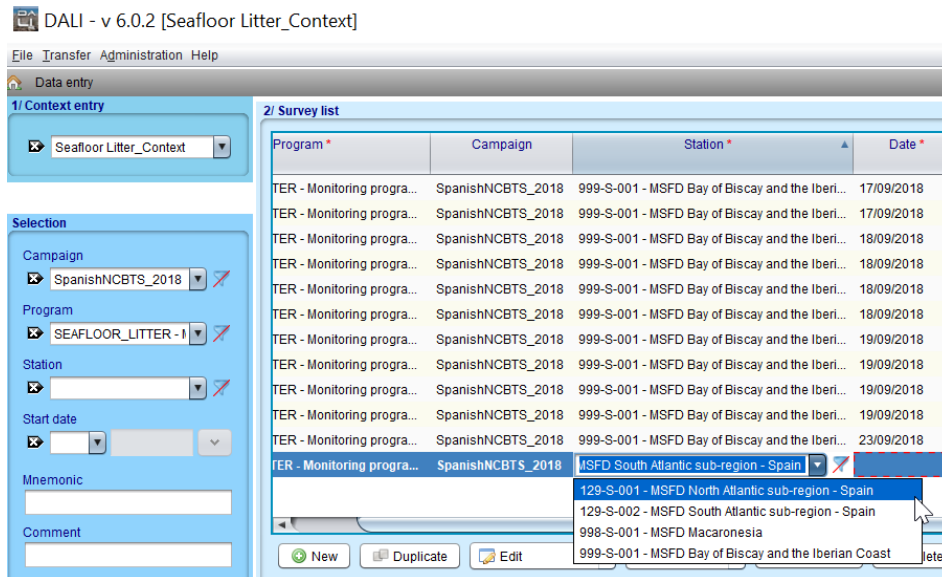 DALI - v 6.0.2 [Seafloor Litter_Context]
File Transfer Administration Help
Data entry
1/ Context entry
Seafloor Litter_Context
Selection
Campaign
SpanishNCBTS_2018
Program
SEAFLOOR_LITTER - M
Station
Start date
Mnemonic
Comment
2/ Survey list
Program * Campaign Station * Date *
TER - Monitoring progra... SpanishNCBTS_2018 999-S-001 - MSFD Bay of Biscay and the Iberi... 17/09/2018
TER - Monitoring progra... SpanishNCBTS_2018 999-S-001 - MSFD Bay of Biscay and the Iberi... 17/09/2018
TER - Monitoring progra... SpanishNCBTS_2018 999-S-001 - MSFD Bay of Biscay and the Iberi... 18/09/2018
TER - Monitoring progra... SpanishNCBTS_2018 999-S-001 - MSFD Bay of Biscay and the Iberi... 18/09/2018
TER - Monitoring progra... SpanishNCBTS_2018 999-S-001 - MSFD Bay of Biscay and the Iberi... 18/09/2018
TER - Monitoring progra... SpanishNCBTS_2018 999-S-001 - MSFD Bay of Biscay and the Iberi... 18/09/2018
TER - Monitoring progra... SpanishNCBTS_2018 999-S-001 - MSFD Bay of Biscay and the Iberi... 19/09/2018
TER - Monitoring progra... SpanishNCBTS_2018 999-S-001 - MSFD Bay of Biscay and the Iberi... 19/09/2018
TER - Monitoring progra... SpanishNCBTS_2018 999-S-001 - MSFD Bay of Biscay and the Iberi... 19/09/2018
TER - Monitoring progra... SpanishNCBTS_2018 999-S-001 - MSFD Bay of Biscay and the Iberi... 19/09/2018
TER - Monitoring progra... SpanishNCBTS_2018 999-S-001 - MSFD Bay of Biscay and the Iberi... 23/09/2018
TER - Monitoring progra... SpanishNCBTS_2018 MSFD South Atlantic sub-region - Spain
129-S-001 - MSFD North Atlantic sub-region - Spain
129-S-002 - MSFD South Atlantic sub-region - Spain
998-S-001 - MSFD Macaronesia
999-S-001 - MSFD Bay of Biscay and the Iberian Coast
New Duplicate Edit lete